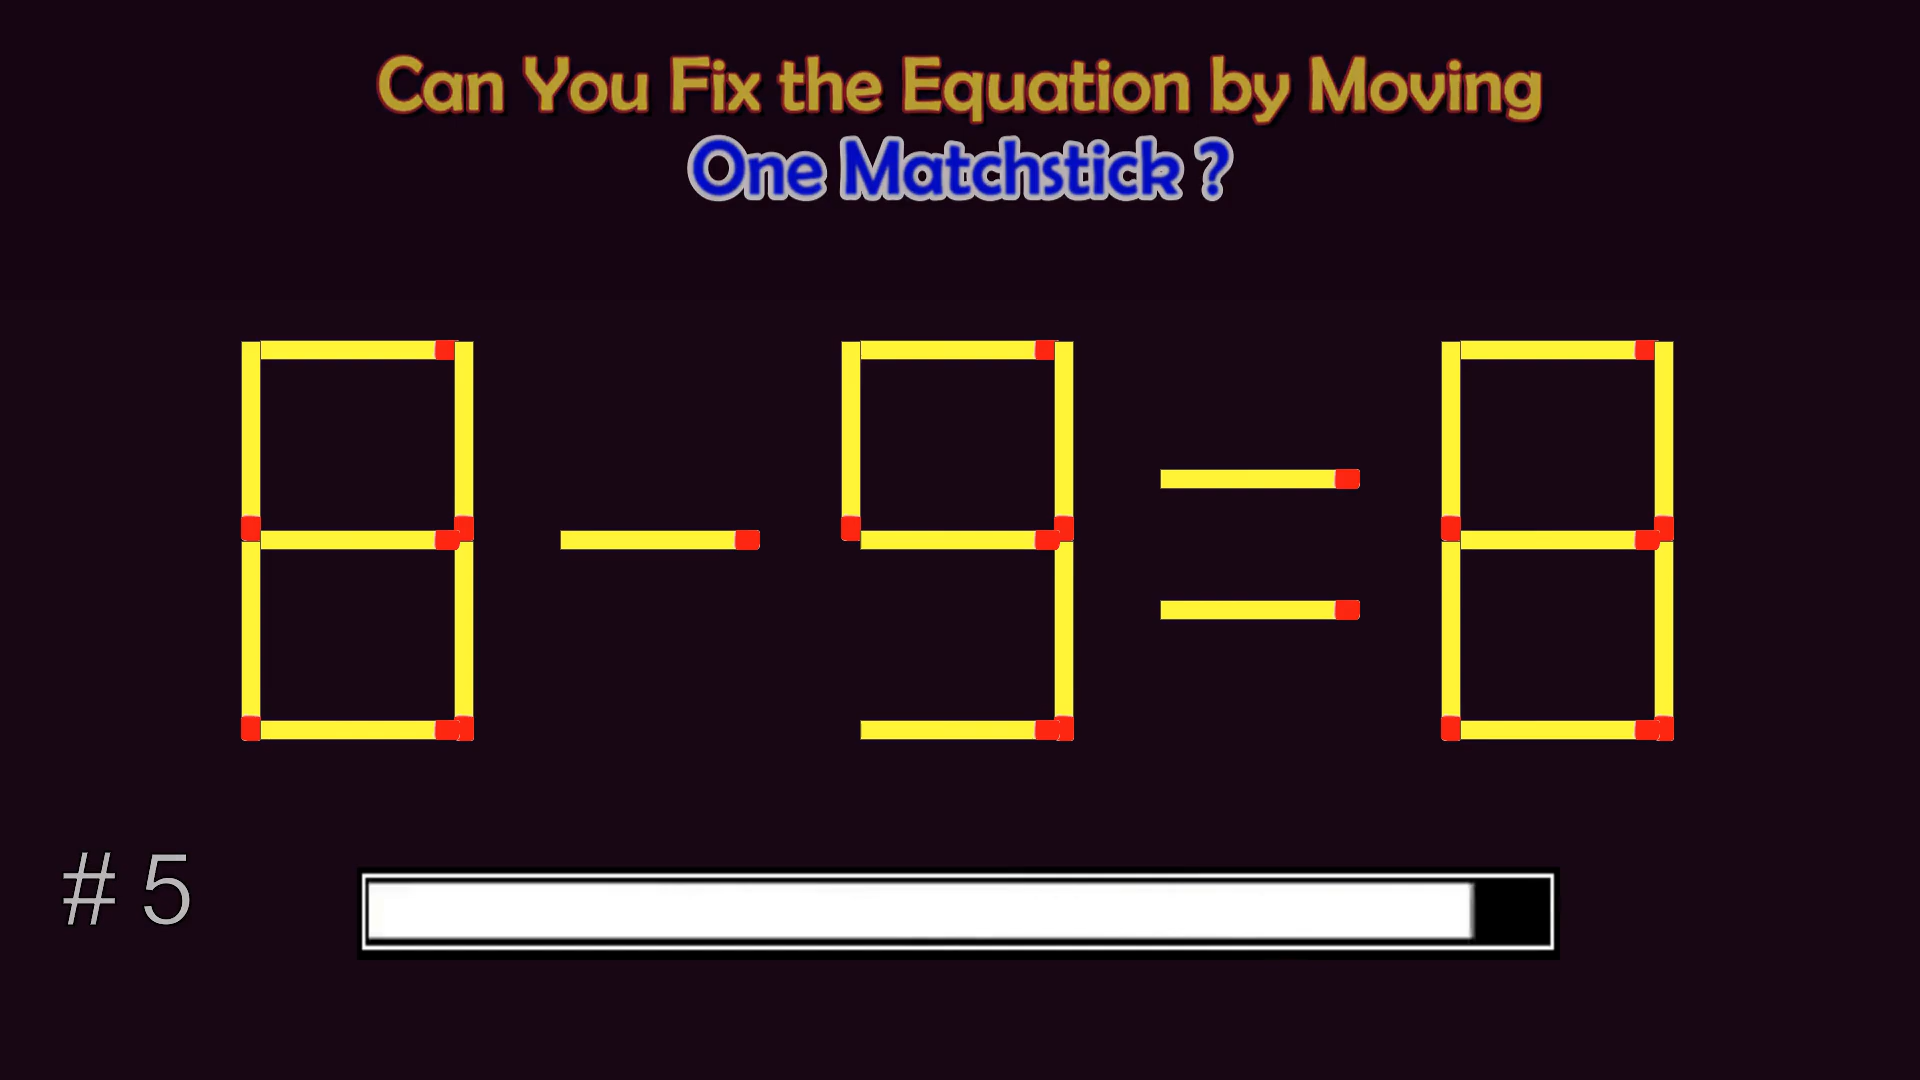 Can You Fix the Equation by Moving
One Matchstick ?
8 - 9 = 8
# 5